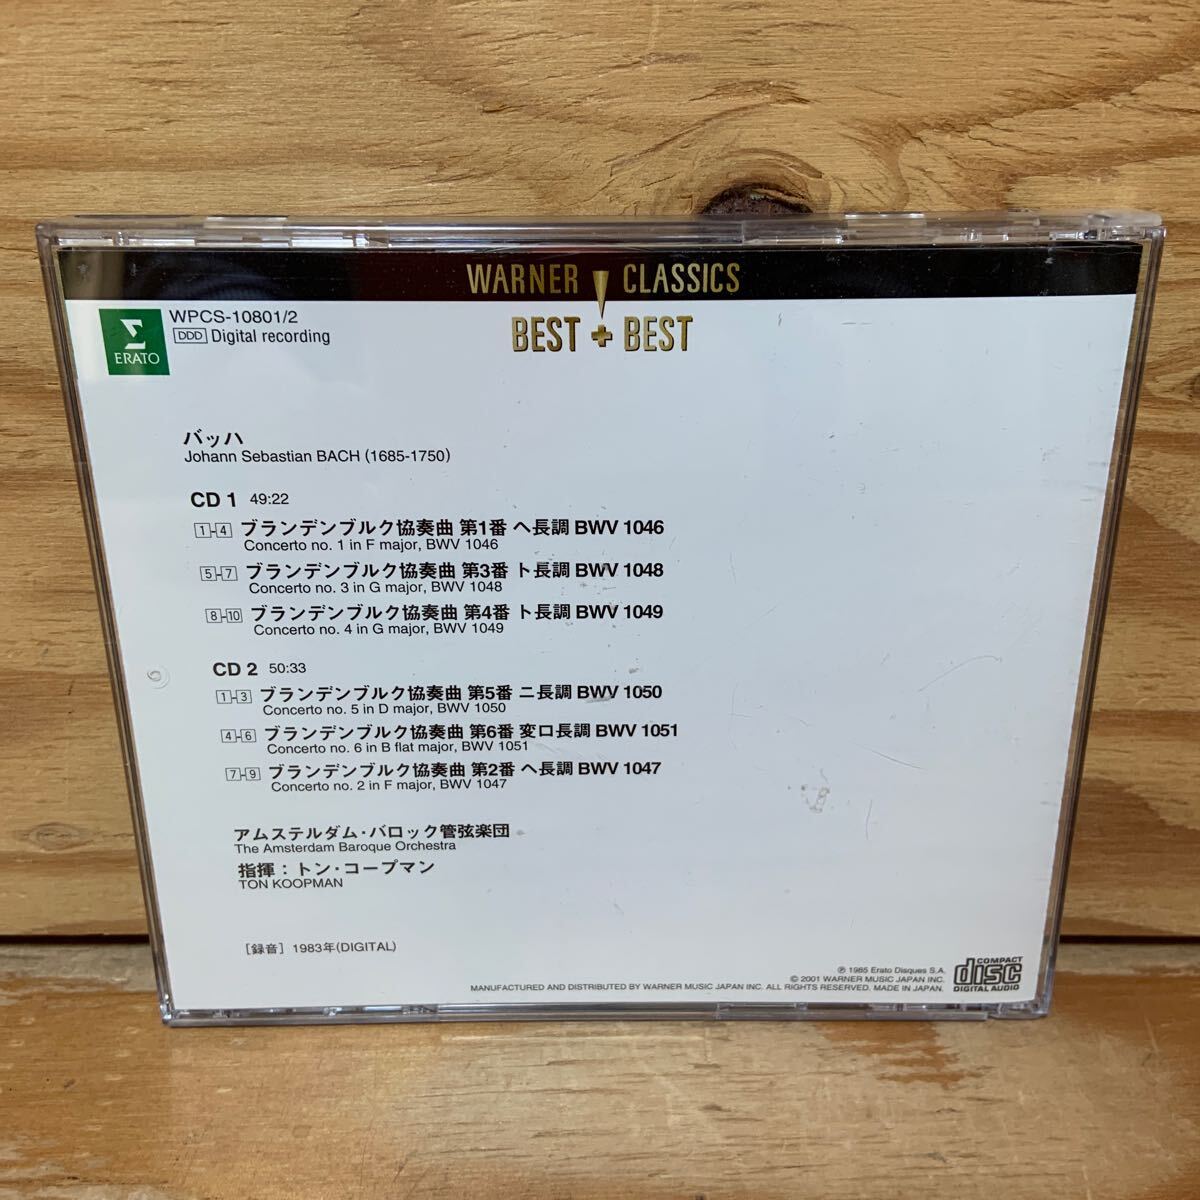 WARNER CLASSICS
BEST + BEST
ERATO
WPCS-10801/2
DDD Digital recording
バッハ
Johann Sebastian BACH (1685-1750)
CD 1 49:22
1-4 ブランデンブルク協奏曲 第1番 ヘ長調 BWV 1046
Concerto no. 1 in F major, BWV 1046
5-7 ブランデンブルク協奏曲 第3番 ト長調 BWV 1048
Concerto no. 3 in G major, BWV 1048
8-10 ブランデンブルク協奏曲 第4番 ト長調 BWV 1049
Concerto no. 4 in G major, BWV 1049
CD 2 50:33
1-3 ブランデンブルク協奏曲 第5番 ニ長調 BWV 1050
Concerto no. 5 in D major, BWV 1050
4-6 ブランデンブルク協奏曲 第6番 変ロ長調 BWV 1051
Concerto no. 6 in B flat major, BWV 1051
7-9 ブランデンブルク協奏曲 第2番 ヘ長調 BWV 1047
Concerto no. 2 in F major, BWV 1047
アムステルダム・バロック管弦楽団
The Amsterdam Baroque Orchestra
指揮：トン・コープマン
TON KOOPMAN
［録音］1983年(DIGITAL)
℗ 1985 Erato Disques S.A.
© 2001 WARNER MUSIC JAPAN INC.
MANUFACTURED AND DISTRIBUTED BY WARNER MUSIC JAPAN INC. ALL RIGHTS RESERVED. MADE IN JAPAN.
COMPACT
disc
DIGITAL AUDIO